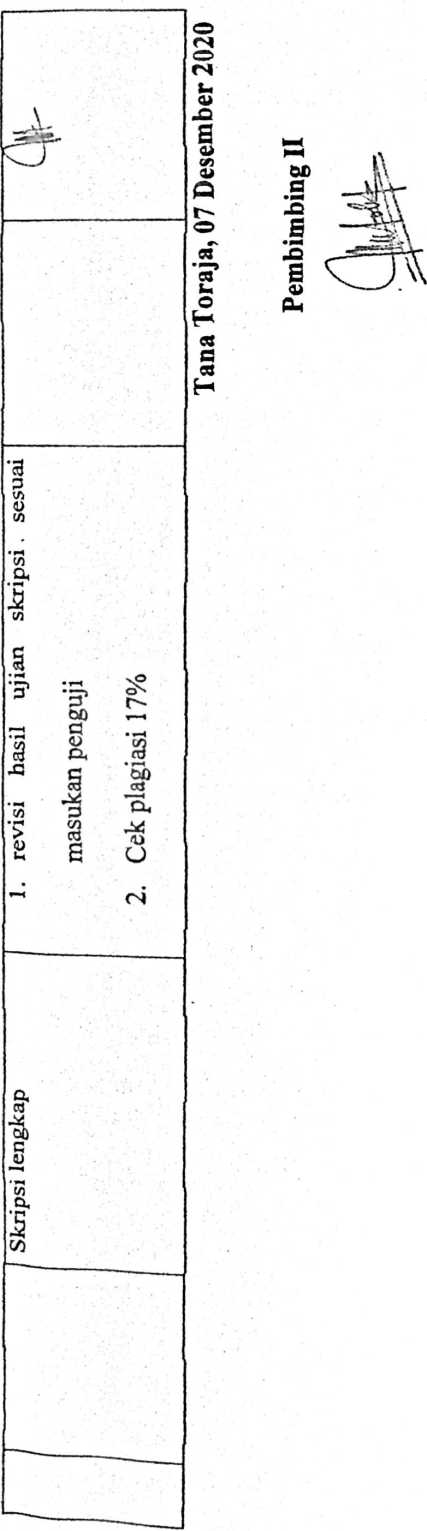 Skripsi lengkap
1. revisi hasil ujian skripsi . sesuai
masukan penguji
2. Cek plagiasi 17%
Tana Toraja, 07 Desember 2020
Pembimbing II